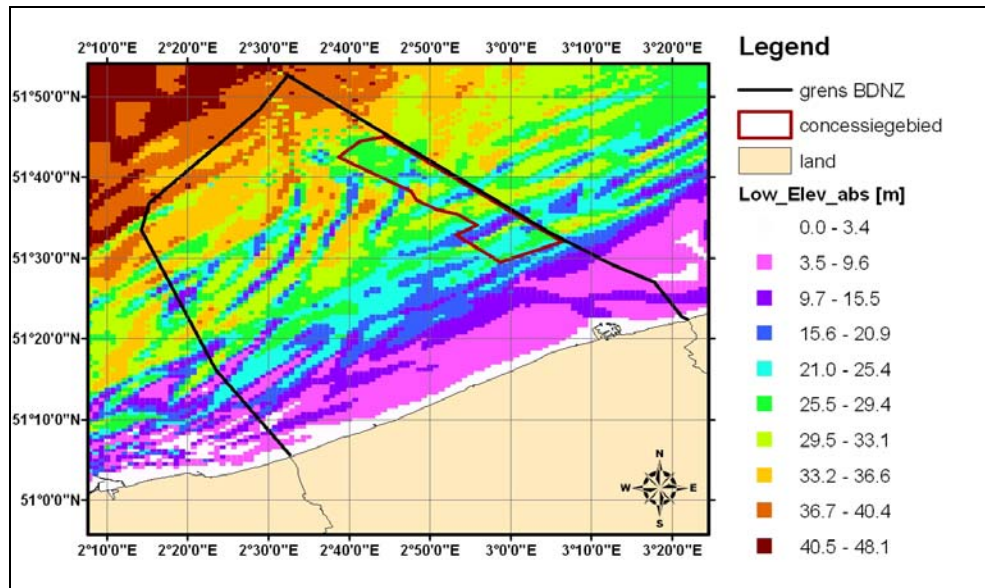 2°10'0"E 2°20'0"E 2°30'0"E 2°40'0"E 2°50'0"E 3°0'0"E 3°10'0"E 3°20'0"E
51°50'0"N
51°40'0"N
51°30'0"N
51°20'0"N
51°10'0"N
51°0'0"N
N
W E
S
2°10'0"E 2°20'0"E 2°30'0"E 2°40'0"E 2°50'0"E 3°0'0"E 3°10'0"E 3°20'0"E
Legend
grens BDNZ
concessiegebied
land
Low_Elev_abs [m]
0.0 - 3.4
3.5 - 9.6
9.7 - 15.5
15.6 - 20.9
21.0 - 25.4
25.5 - 29.4
29.5 - 33.1
33.2 - 36.6
36.7 - 40.4
40.5 - 48.1